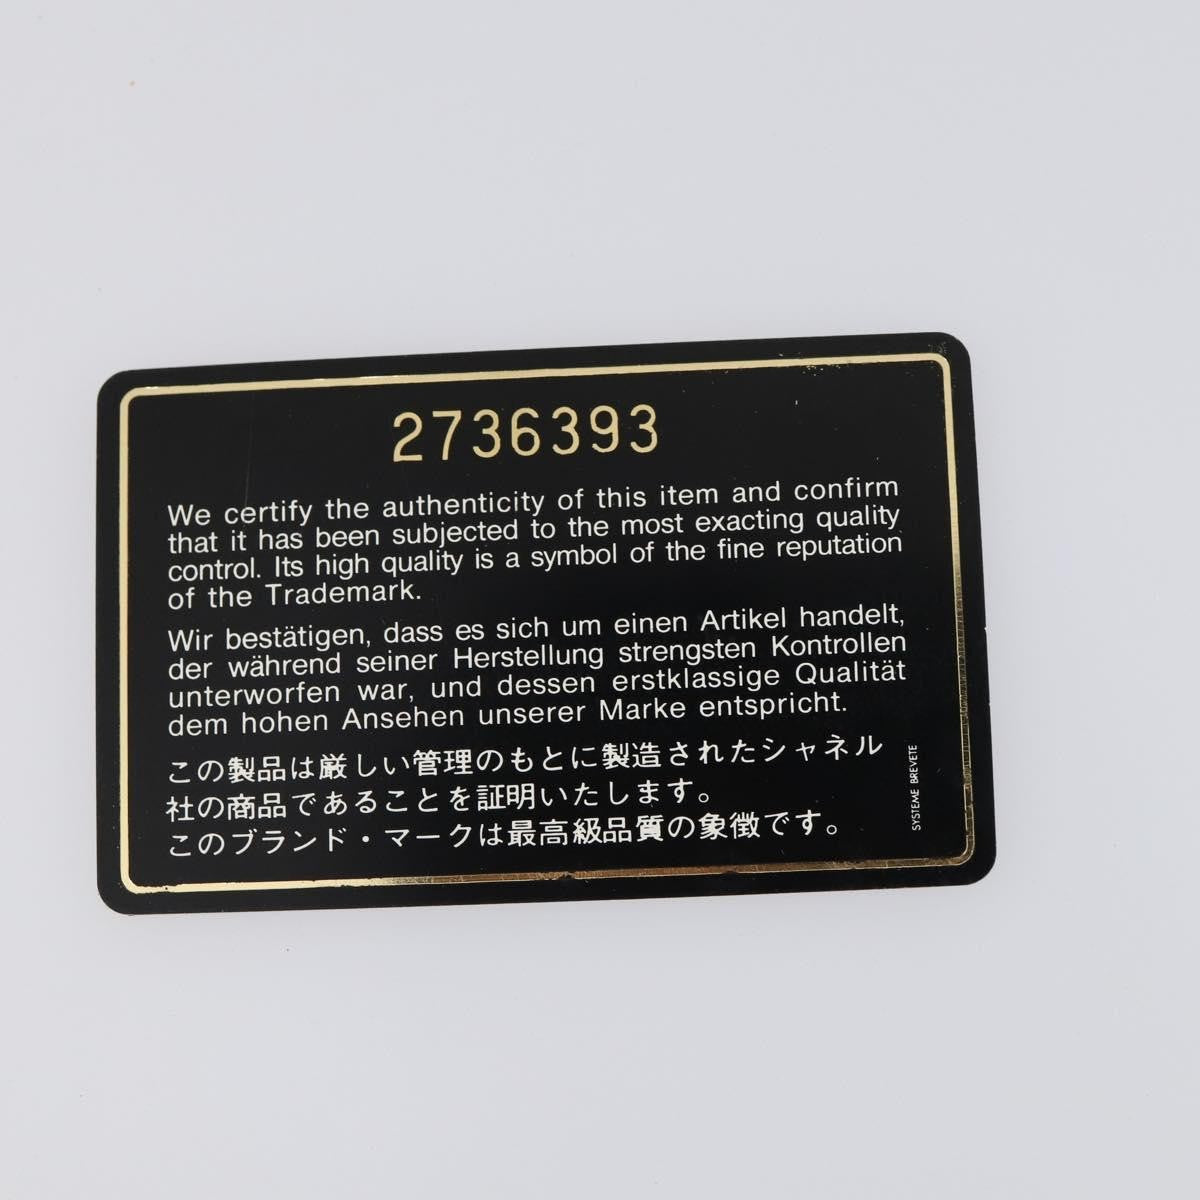 2736393
We certify the authenticity of this item and confirm
that it has been subjected to the most exacting quality
control. Its high quality is a symbol of the fine reputation
of the Trademark.
Wir bestätigen, dass es sich um einen Artikel handelt,
der während seiner Herstellung strengsten Kontrollen
unterworfen war, und dessen erstklassige Qualität
dem hohen Ansehen unserer Marke entspricht.
この製品は厳しい管理のもとに製造されたシャネル
社の商品であることを証明いたします。
このブランド・マークは最高級品質の象徴です。
SYSTEME BREVETE